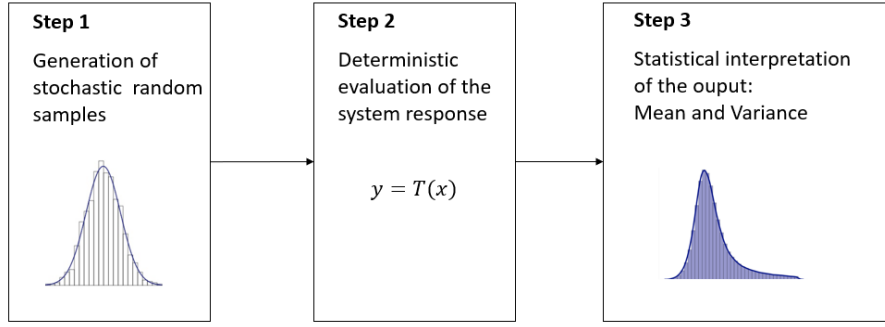 Step 1
Generation of
stochastic random
samples
Step 2
Deterministic
evaluation of the
system response
y = T(x)
Step 3
Statistical interpretation
of the ouput:
Mean and Variance